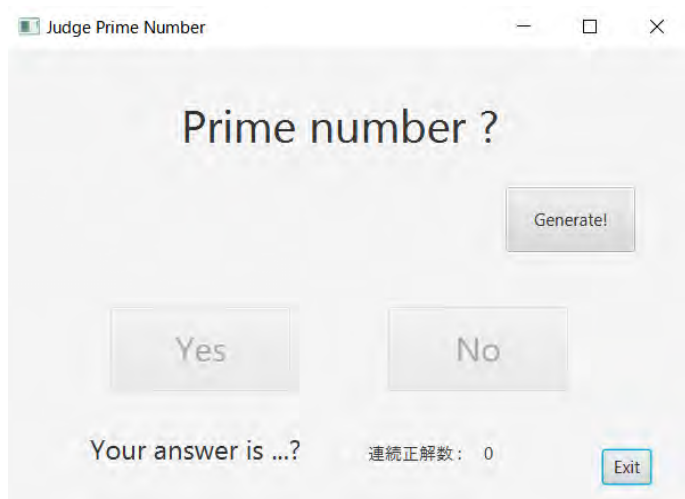 Judge Prime Number
Prime number ?
Generate!
Yes
No
Your answer is ...?
連続正解数 : 0
Exit